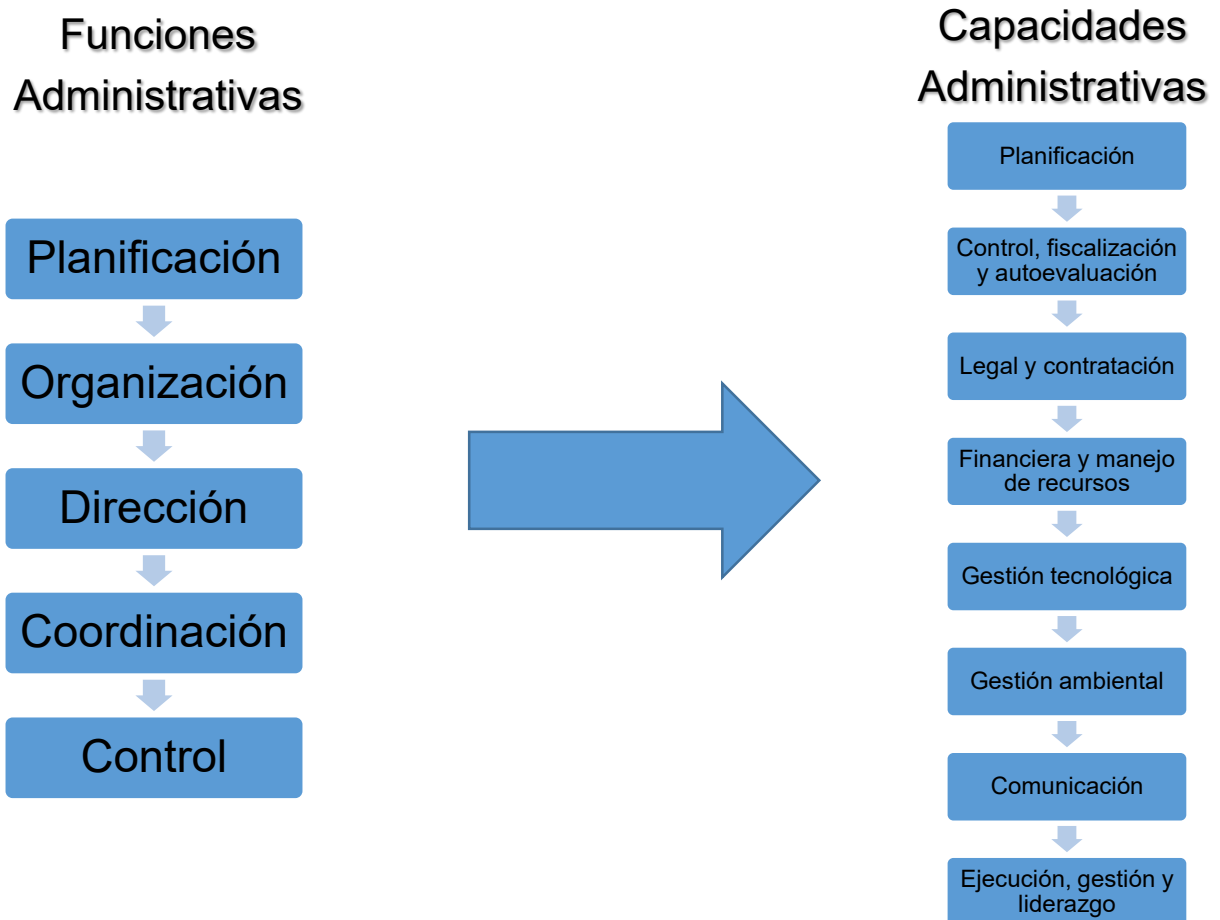 Funciones
Administrativas
Planificación
Organización
Dirección
Coordinación
Control
Capacidades
Administrativas
Planificación
Control, fiscalización
y autoevaluación
Legal y contratación
Financiera y manejo
de recursos
Gestión tecnológica
Gestión ambiental
Comunicación
Ejecución, gestión y
liderazgo